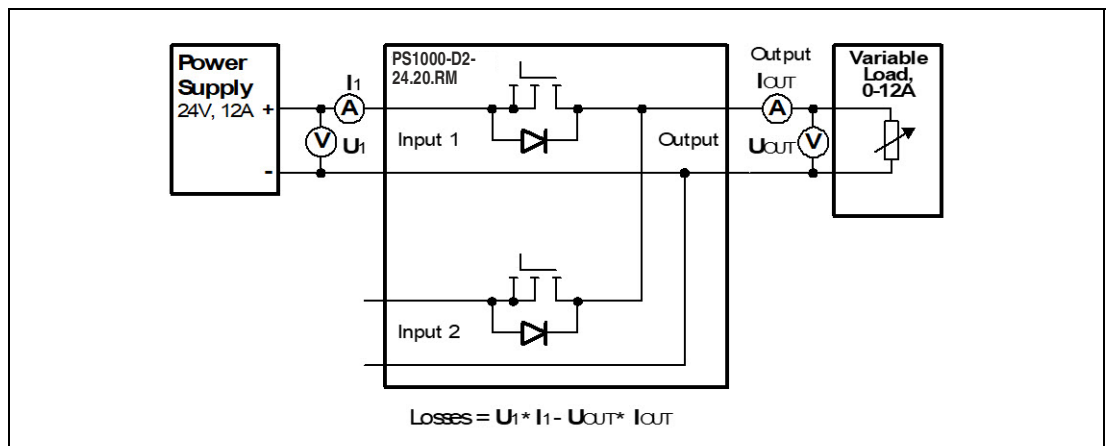 Power
Supply
24V, 12A
+
-
I1
A
V
U1
PS1000-D2-
24.20.RM
Input 1
Output
Input 2
Output
IOUT
A
UOUT
V
Variable
Load,
0-12A
Losses = U1* I1 - UOUT* IOUT